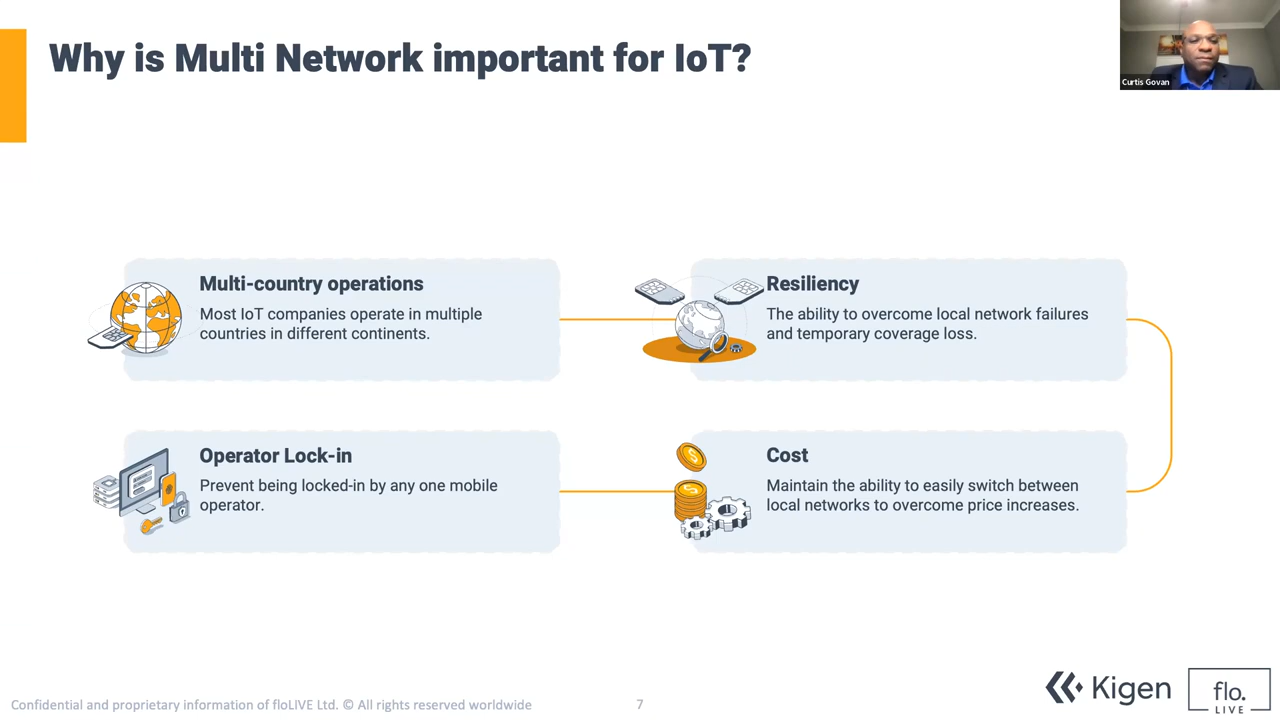 Why is Multi Network important for IoT?
Curtis Govan
Multi-country operations
Most IoT companies operate in multiple
countries in different continents.
Resiliency
The ability to overcome local network failures
and temporary coverage loss.
Operator Lock-in
Prevent being locked-in by any one mobile
operator.
Cost
Maintain the ability to easily switch between
local networks to overcome price increases.
Confidential and proprietary information of floLIVE Ltd. © All rights reserved worldwide
7
Kigen
flo.
LIVE